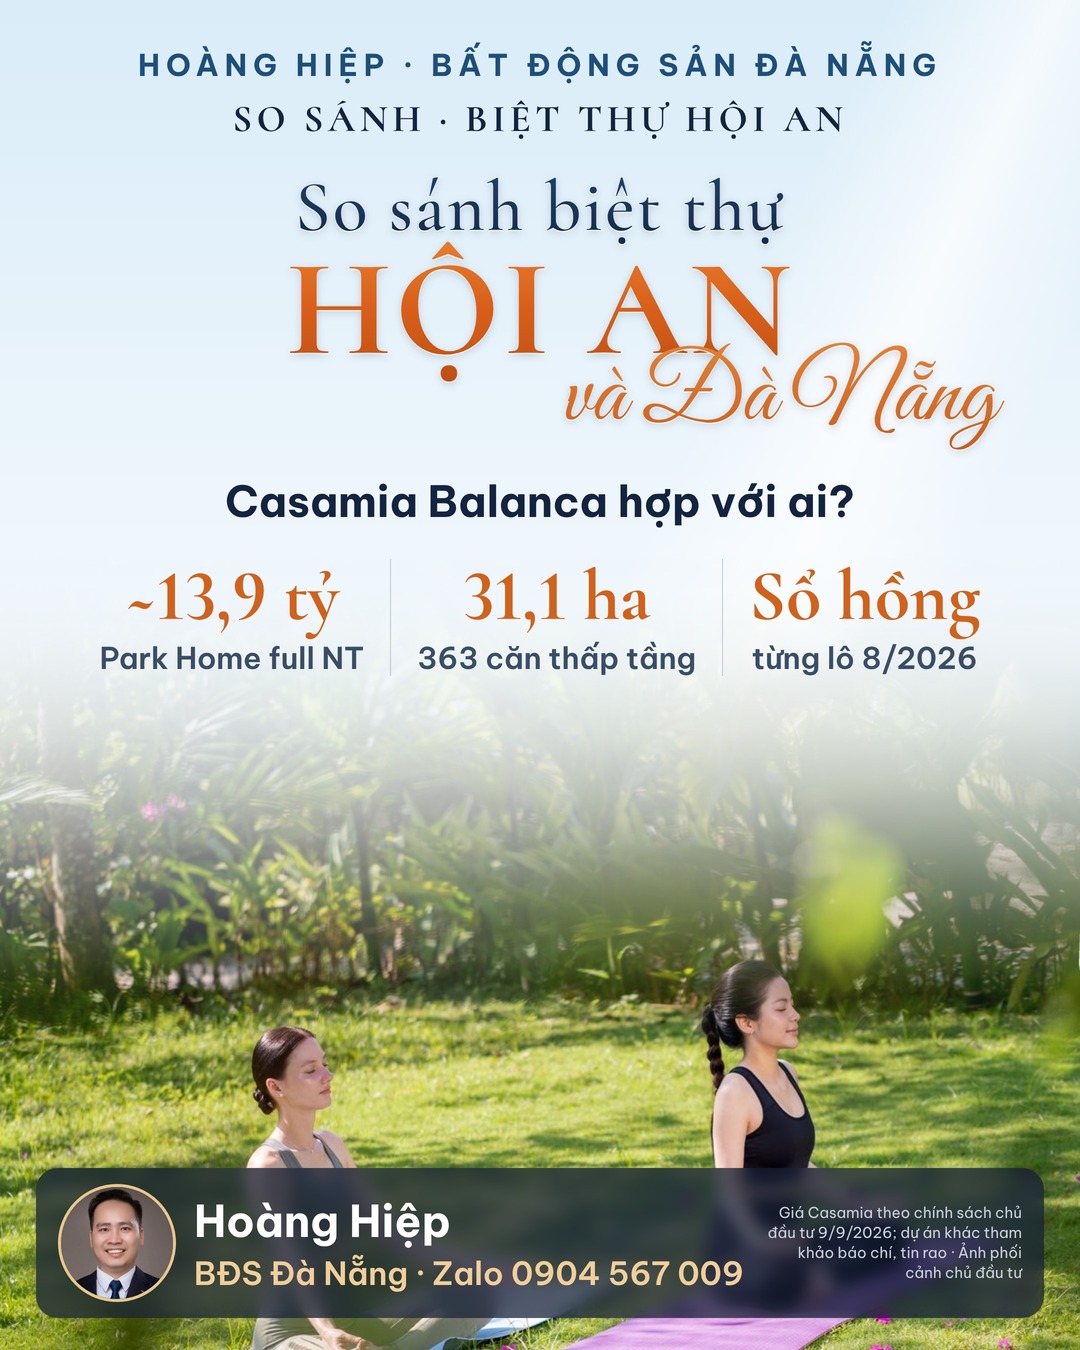 HOÀNG HIỆP · BẤT ĐỘNG SẢN ĐÀ NẴNG
SO SÁNH · BIỆT THỰ HỘI AN
So sánh biệt thự
HỘI AN
và Đà Nẵng
Casamia Balanca hợp với ai?
~13,9 tỷ
Park Home full NT
31,1 ha
363 căn thấp tầng
Sổ hồng
từng lô 8/2026
Hoàng Hiệp
BĐS Đà Nẵng · Zalo 0904 567 009
Giá Casamia theo chính sách chủ
đầu tư 9/9/2026; dự án khác tham
khảo báo chí, tin rao · Ảnh phối
cảnh chủ đầu tư